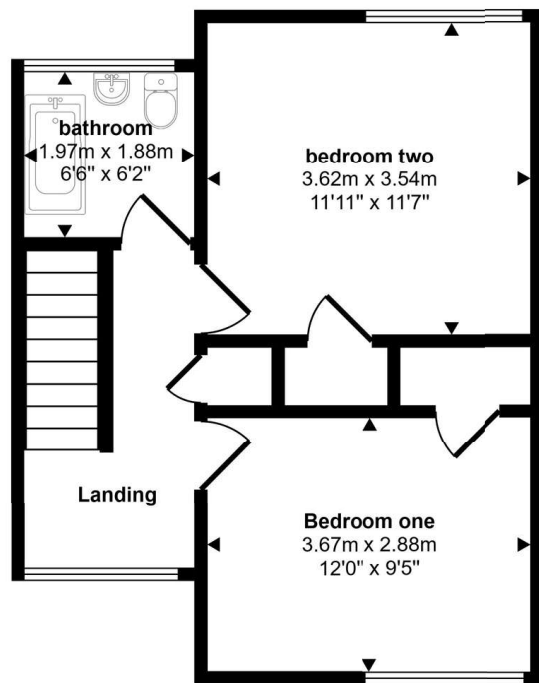 bathroom
1.97m x 1.88m
6'6" x 6'2"
bedroom two
3.62m x 3.54m
11'11" x 11'7"
Landing
Bedroom one
3.67m x 2.88m
12'0" x 9'5"